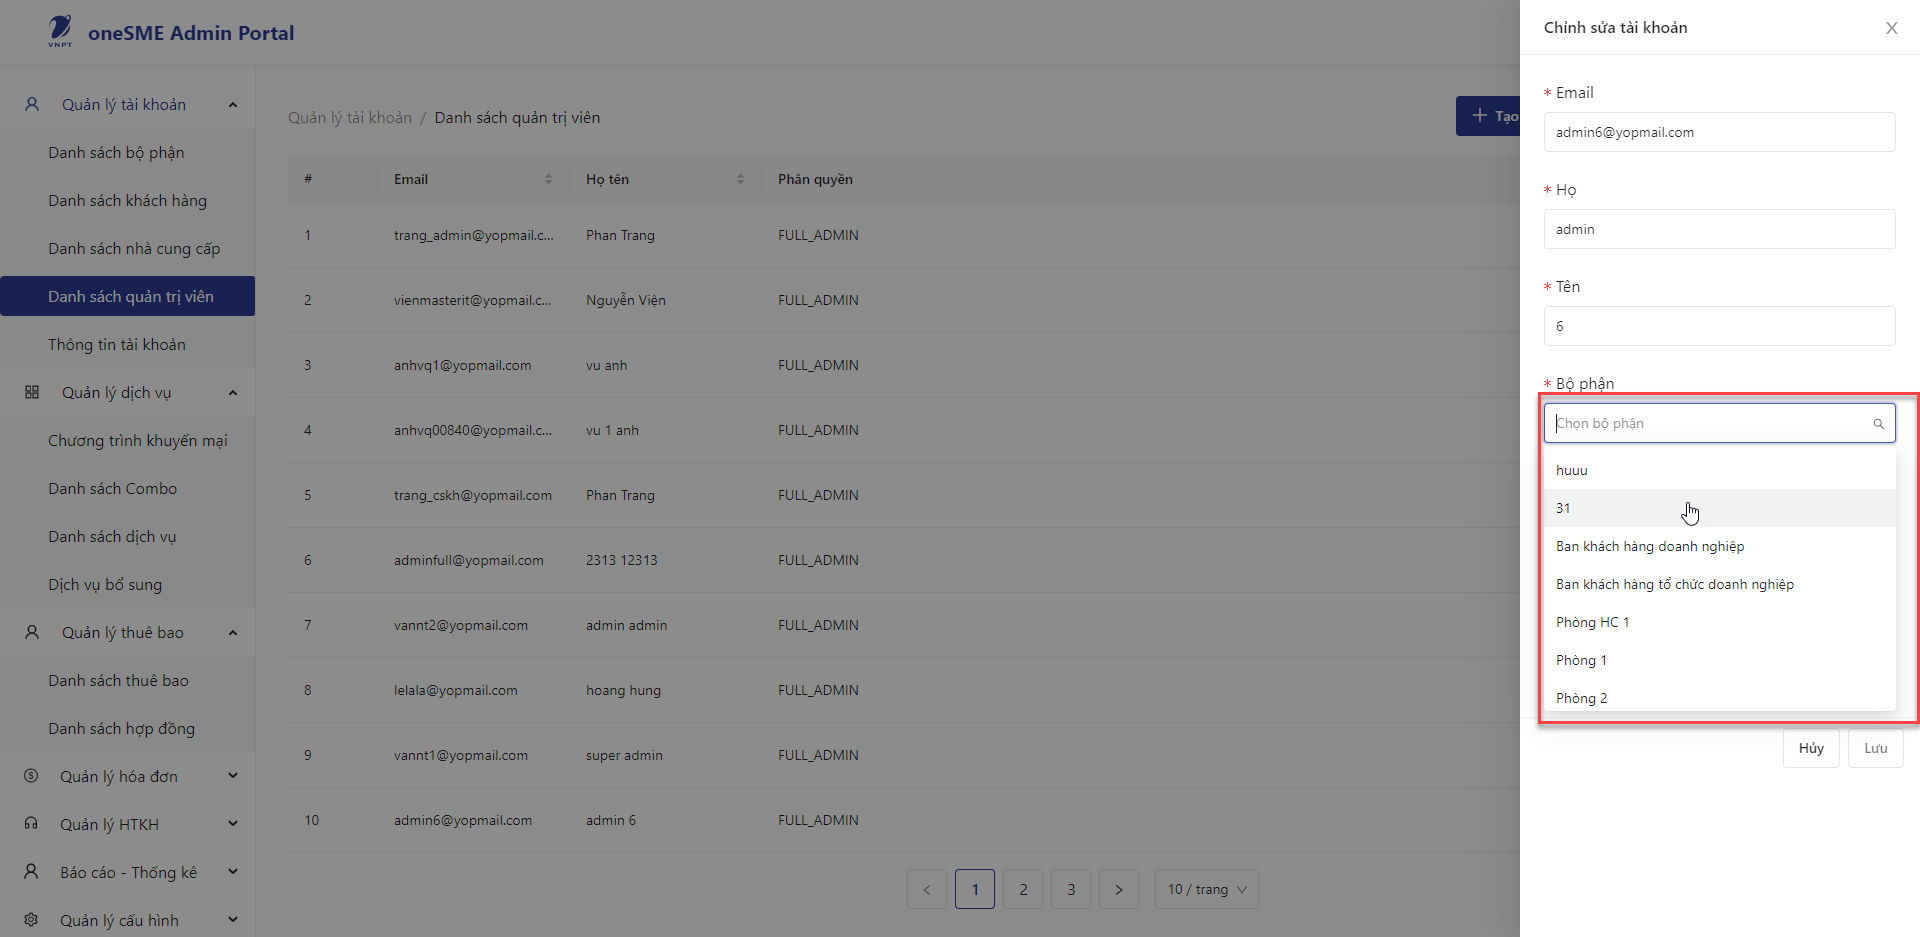 VNPT
oneSME Admin Portal
Quản lý tài khoản
Danh sách bộ phận
Danh sách khách hàng
Danh sách nhà cung cấp
Danh sách quản trị viên
Thông tin tài khoản
Quản lý dịch vụ
Chương trình khuyến mại
Danh sách Combo
Danh sách dịch vụ
Dịch vụ bổ sung
Quản lý thuê bao
Danh sách thuê bao
Danh sách hợp đồng
Quản lý hóa đơn
Quản lý HTKH
Báo cáo - Thống kê
Quản lý cấu hình
Quản lý tài khoản / Danh sách quản trị viên
+ Tạo
# Email Họ tên Phân quyền
1 trang_admin@yopmail.c... Phan Trang FULL_ADMIN
2 vienmasterit@yopmail.c... Nguyễn Viện FULL_ADMIN
3 anhvq1@yopmail.com vu anh FULL_ADMIN
4 anhvq00840@yopmail.c... vu 1 anh FULL_ADMIN
5 trang_cskh@yopmail.com Phan Trang FULL_ADMIN
6 adminfull@yopmail.com 2313 12313 FULL_ADMIN
7 vannt2@yopmail.com admin admin FULL_ADMIN
8 lelala@yopmail.com hoang hung FULL_ADMIN
9 vannt1@yopmail.com super admin FULL_ADMIN
10 admin6@yopmail.com admin 6 FULL_ADMIN
< 1 2 3 > 10 / trang
Chỉnh sửa tài khoản
* Email
admin6@yopmail.com
* Họ
admin
* Tên
6
* Bộ phận
Chọn bộ phận
huuu
31
Ban khách hàng doanh nghiệp
Ban khách hàng tổ chức doanh nghiệp
Phòng HC 1
Phòng 1
Phòng 2
Hủy Lưu